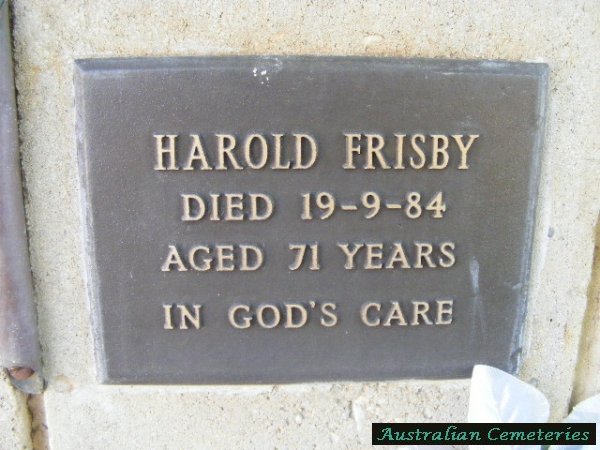 HAROLD FRISBY
DIED 19-9-84
AGED 71 YEARS
IN GOD'S CARE
Australian Cemeteries